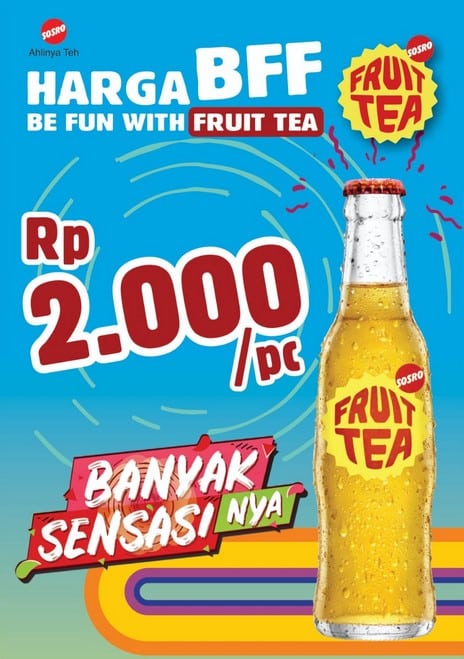 SOSRO
Ahlinya Teh
HARGA BFF
BE FUN WITH FRUIT TEA
SOSRO
FRUIT
TEA
Rp
2.000
/pc
SOSRO
FRUIT
TEA
BANYAK
SENSASI NYA